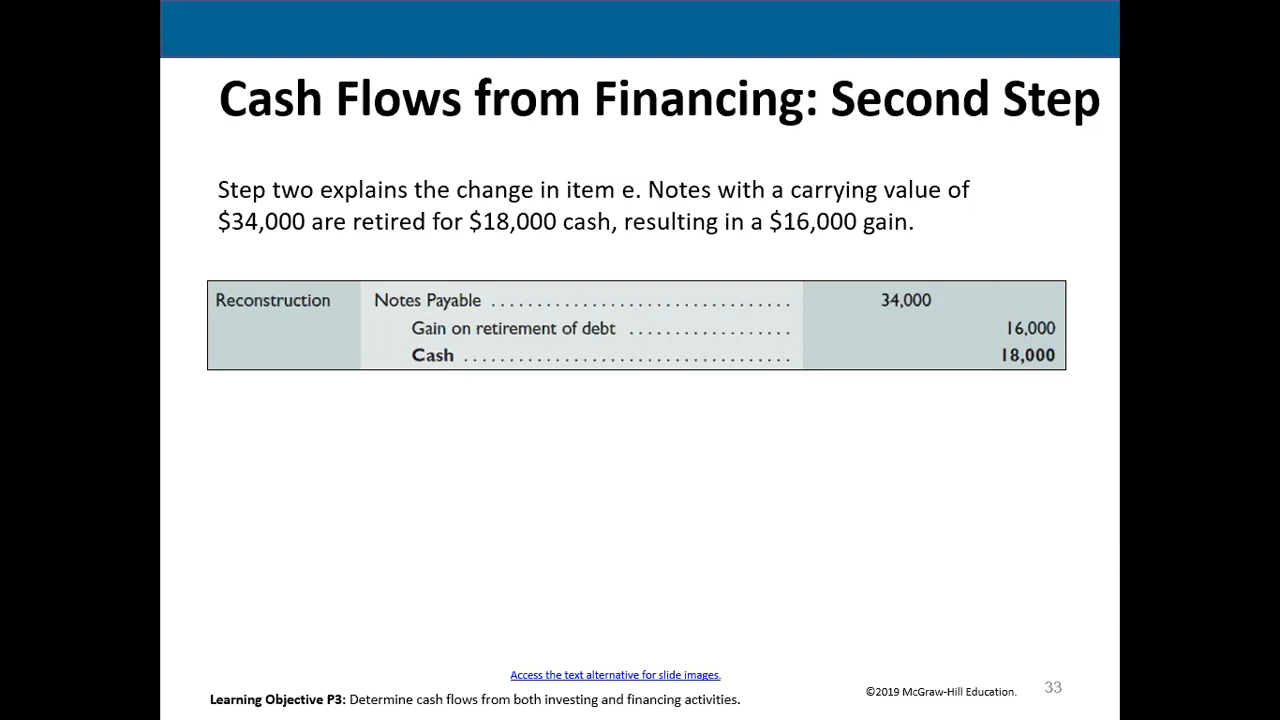 Cash Flows from Financing: Second Step
Step two explains the change in item e. Notes with a carrying value of
$34,000 are retired for $18,000 cash, resulting in a $16,000 gain.
Reconstruction Notes Payable ................................. 34,000
Gain on retirement of debt .................. 16,000
Cash .................................... 18,000
Access the text alternative for slide images.
Learning Objective P3: Determine cash flows from both investing and financing activities.
©2019 McGraw-Hill Education. 33